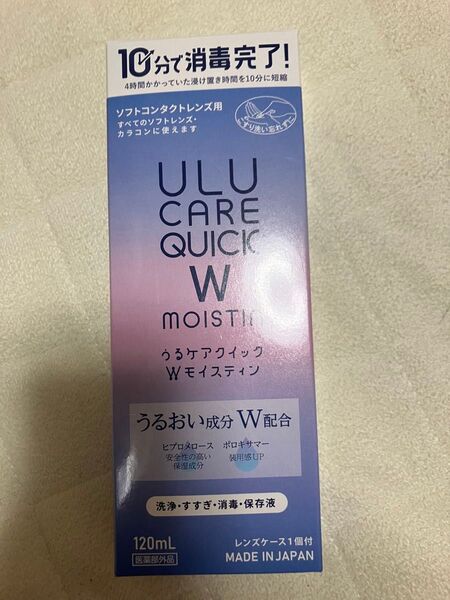 10分で消毒完了!
4時間かかっていた浸け置き時間を10分に短縮
ソフトコンタクトレンズ用
すべてのソフトレンズ・
カラコンに使えます
こすり洗い忘れずに
ULU
CARE
QUICK
W
MOISTIN
うるケアクイック
Wモイスティン
うるおい成分W配合
ヒプロメロース ポロキサマー
安全性の高い 装用感UP
保湿成分
洗浄・すすぎ・消毒・保存液
120mL
医薬部外品
レンズケース1個付
MADE IN JAPAN